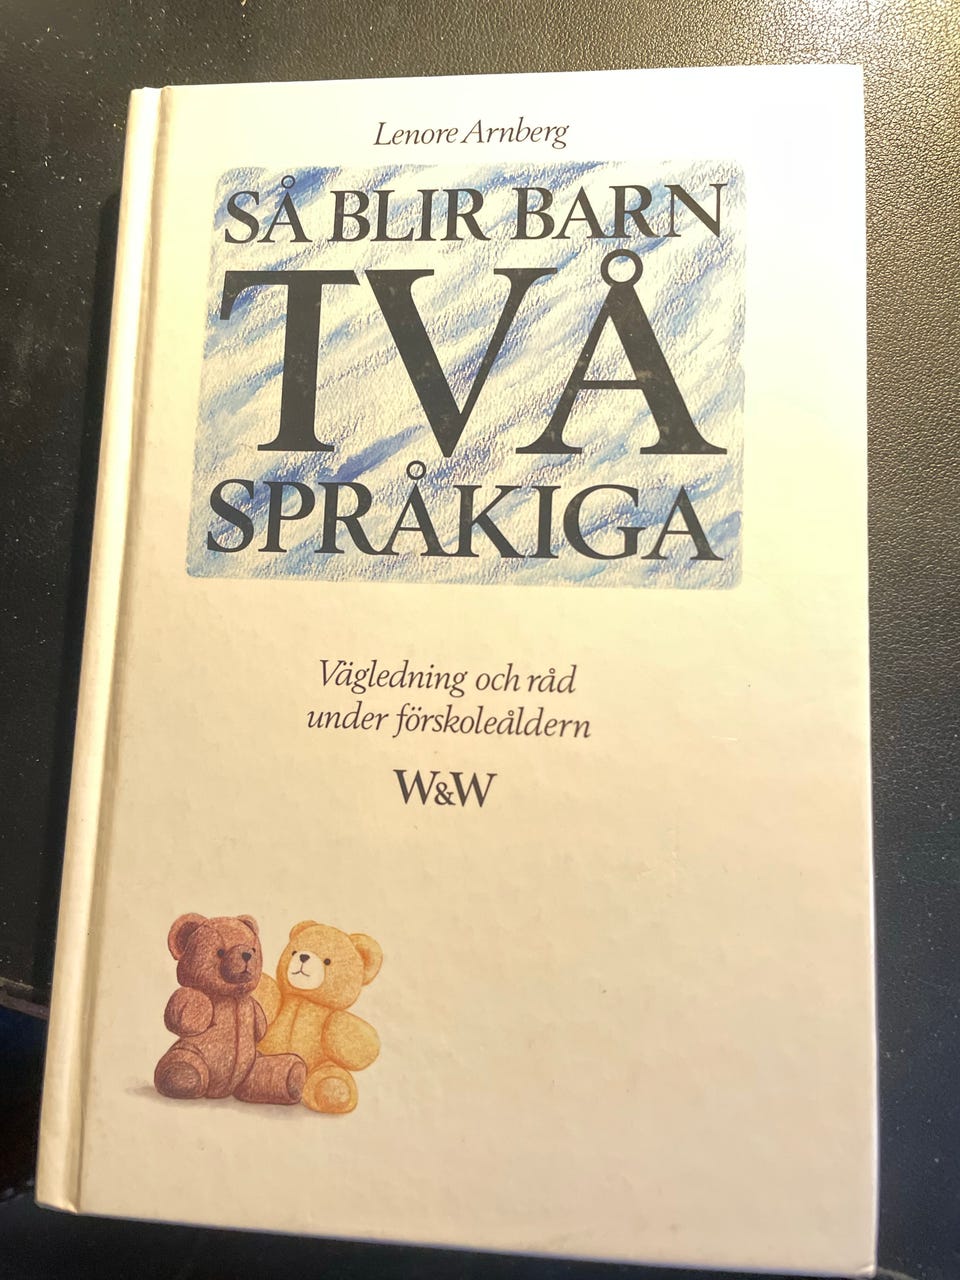 Lenore Arnberg
SÅ BLIR BARN
TVÅ
SPRÅKIGA
Vägledning och råd
under förskoleåldern
W&W